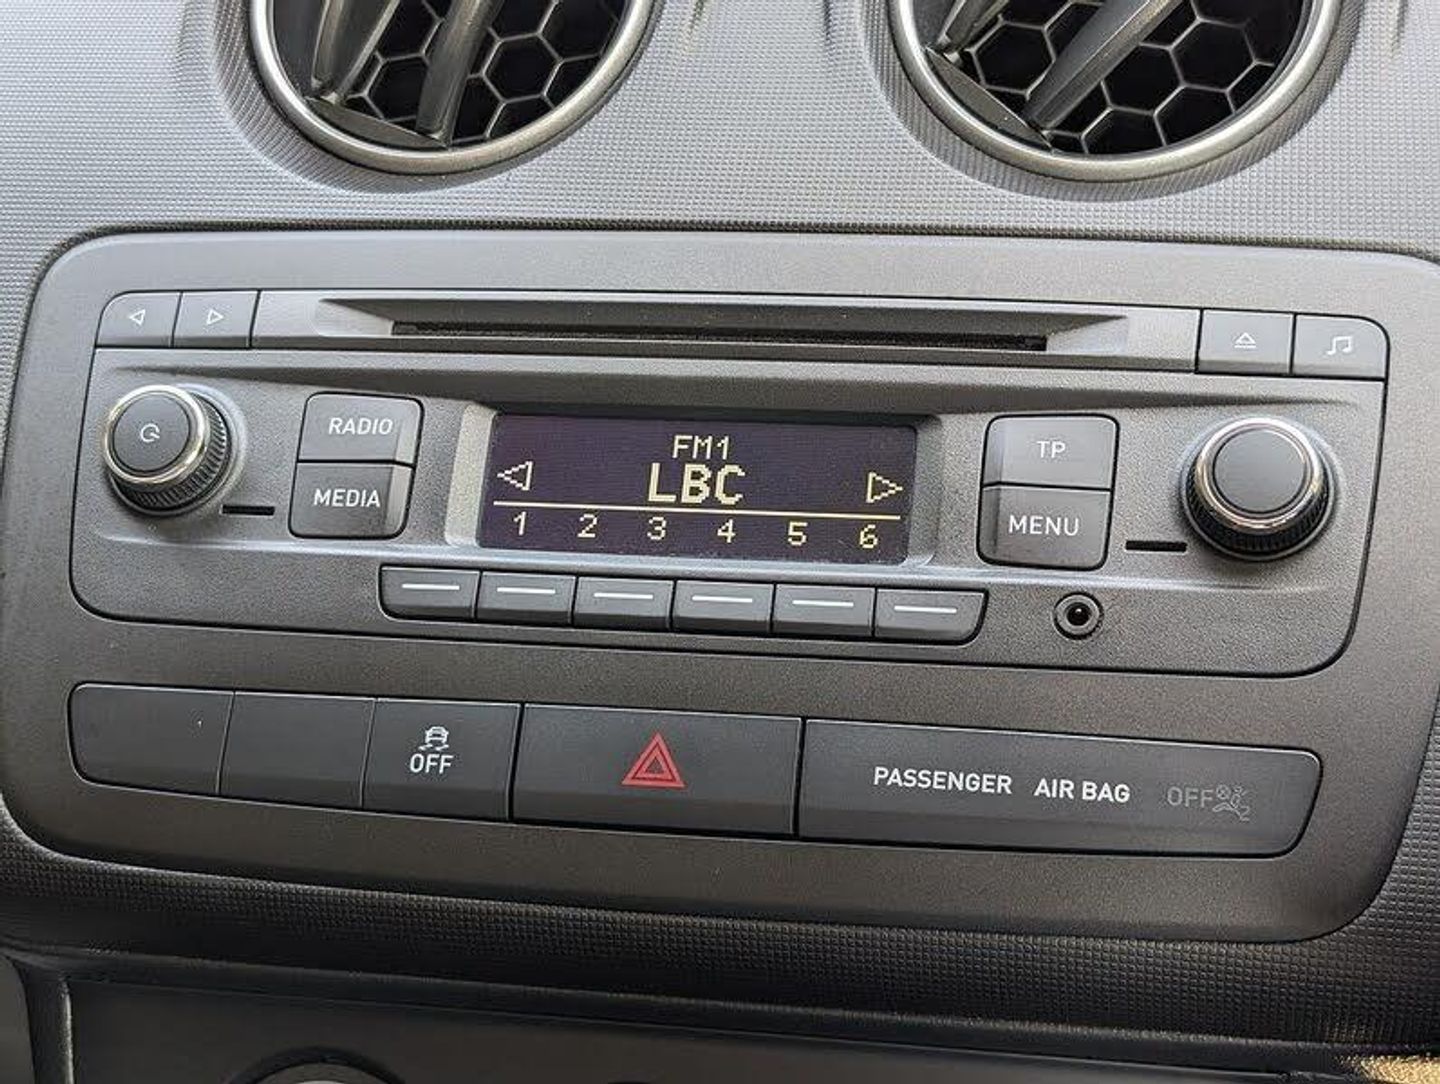 RADIO
MEDIA
FM1
LBC
1 2 3 4 5 6
TP
MENU
OFF
PASSENGER AIR BAG OFF